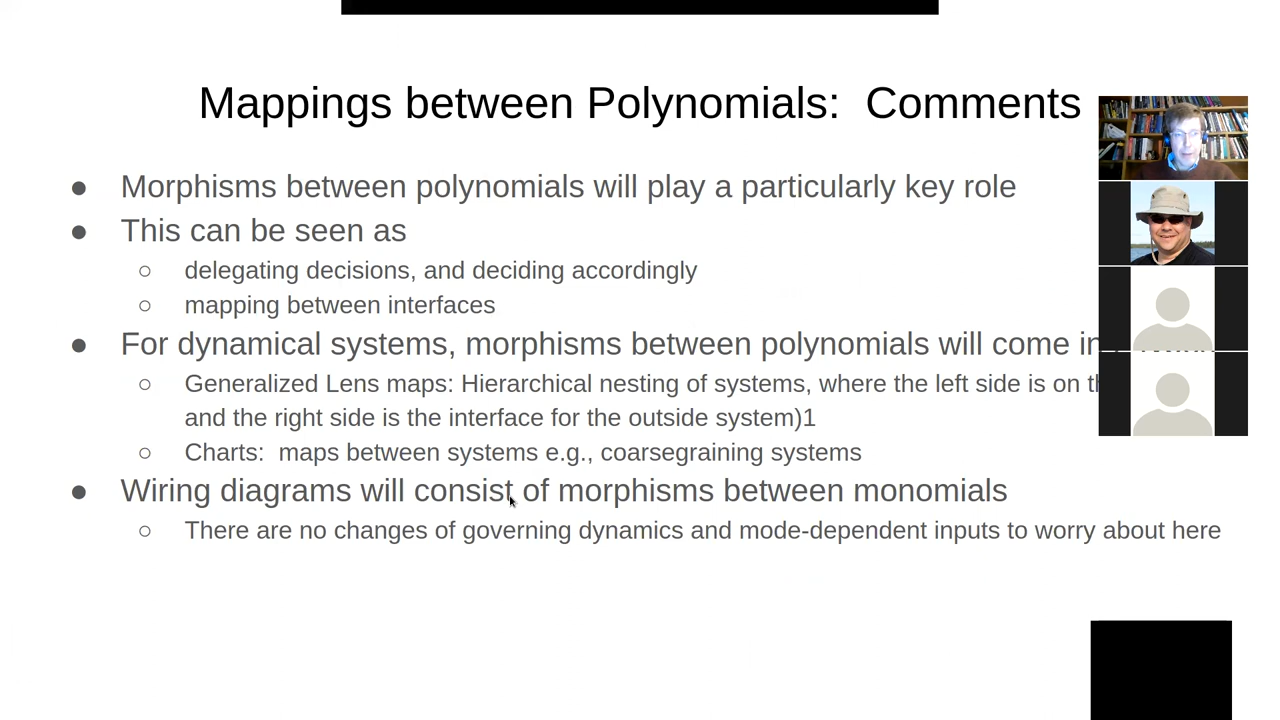 Mappings between Polynomials: Comments
● Morphisms between polynomials will play a particularly key role
● This can be seen as
○ delegating decisions, and deciding accordingly
○ mapping between interfaces
● For dynamical systems, morphisms between polynomials will come in
○ Generalized Lens maps: Hierarchical nesting of systems, where the left side is on
and the right side is the interface for the outside system)1
○ Charts: maps between systems e.g., coarsegraining systems
● Wiring diagrams will consist of morphisms between monomials
○ There are no changes of governing dynamics and mode-dependent inputs to worry about here